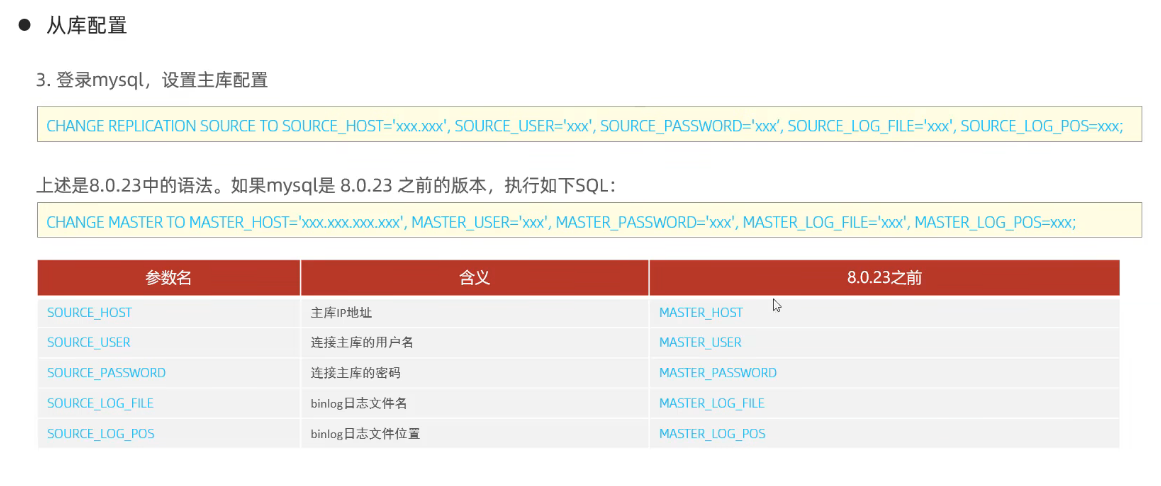 ● 从库配置
3. 登录mysql，设置主库配置
CHANGE REPLICATION SOURCE TO SOURCE_HOST='xxx.xxx', SOURCE_USER='xxx', SOURCE_PASSWORD='xxx', SOURCE_LOG_FILE='xxx', SOURCE_LOG_POS=xxx;
上述是8.0.23中的语法。如果mysql是 8.0.23 之前的版本，执行如下SQL：
CHANGE MASTER TO MASTER_HOST='xxx.xxx.xxx.xxx', MASTER_USER='xxx', MASTER_PASSWORD='xxx', MASTER_LOG_FILE='xxx', MASTER_LOG_POS=xxx;
参数名 含义 8.0.23之前
SOURCE_HOST 主库IP地址 MASTER_HOST
SOURCE_USER 连接主库的用户名 MASTER_USER
SOURCE_PASSWORD 连接主库的密码 MASTER_PASSWORD
SOURCE_LOG_FILE binlog日志文件名 MASTER_LOG_FILE
SOURCE_LOG_POS binlog日志文件位置 MASTER_LOG_POS